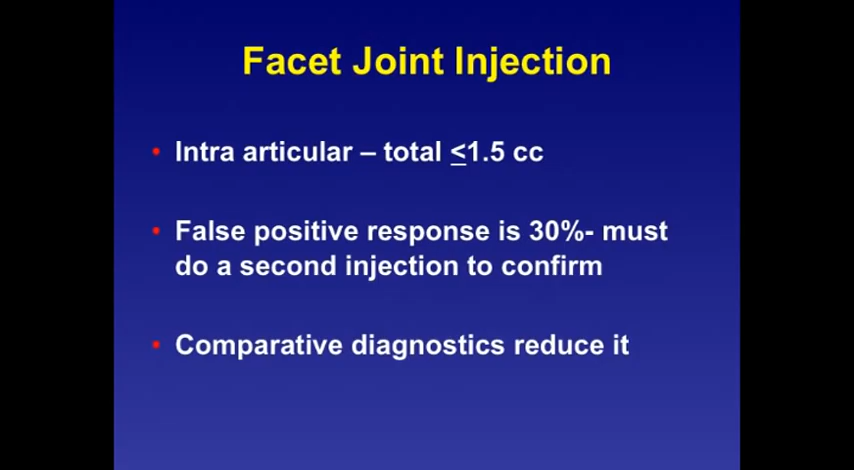 Facet Joint Injection
• Intra articular – total ≤1.5 cc
• False positive response is 30%- must
do a second injection to confirm
• Comparative diagnostics reduce it